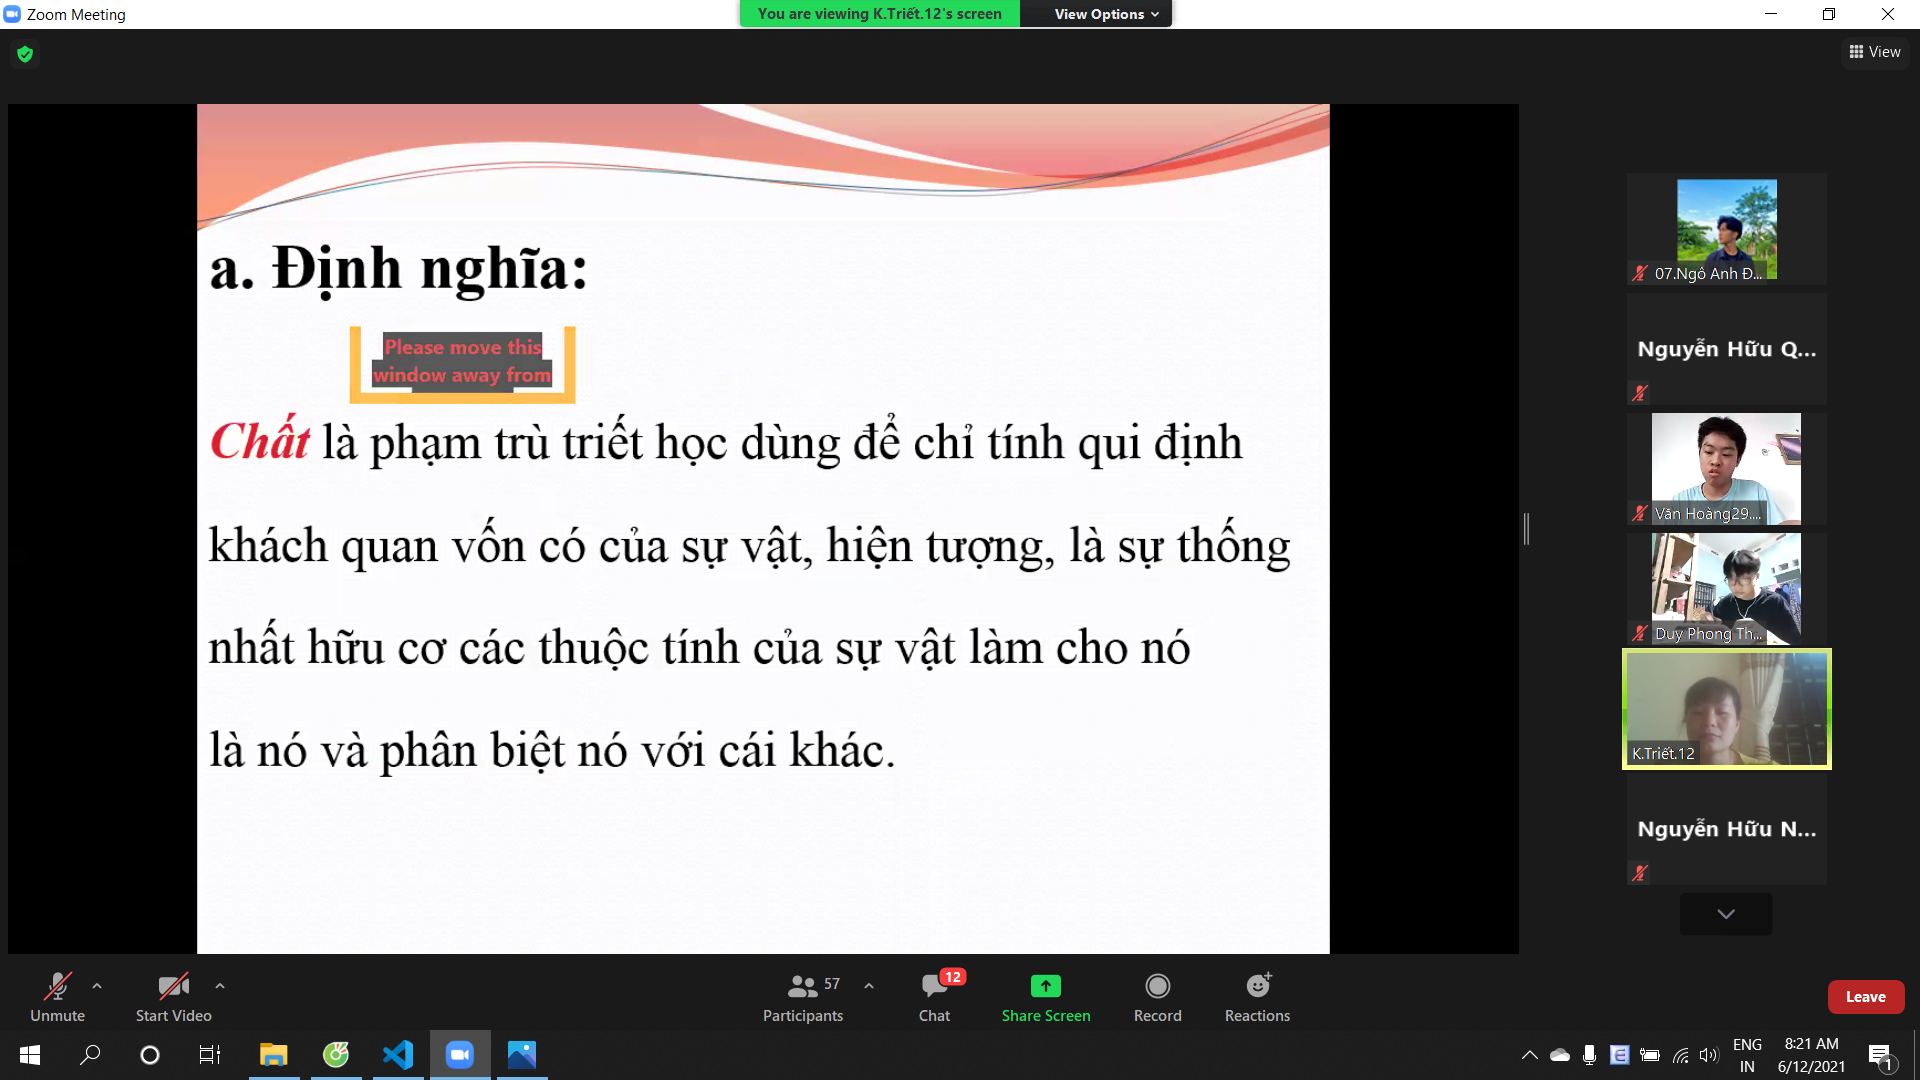 Zoom Meeting
You are viewing K.Triết.12's screen
View Options
View
a. Định nghĩa:
Please move this
window away from
Chất là phạm trù triết học dùng để chỉ tính qui định
khách quan vốn có của sự vật, hiện tượng, là sự thống
nhất hữu cơ các thuộc tính của sự vật làm cho nó
là nó và phân biệt nó với cái khác.
07.Ngô Anh Đ...
Nguyễn Hữu Q...
Văn Hoàng29....
Duy Phong Th...
K.Triết.12
Nguyễn Hữu N...
Unmute
Start Video
57
Participants
12
Chat
Share Screen
Record
Reactions
Leave
ENG
IN
8:21 AM
6/12/2021
1